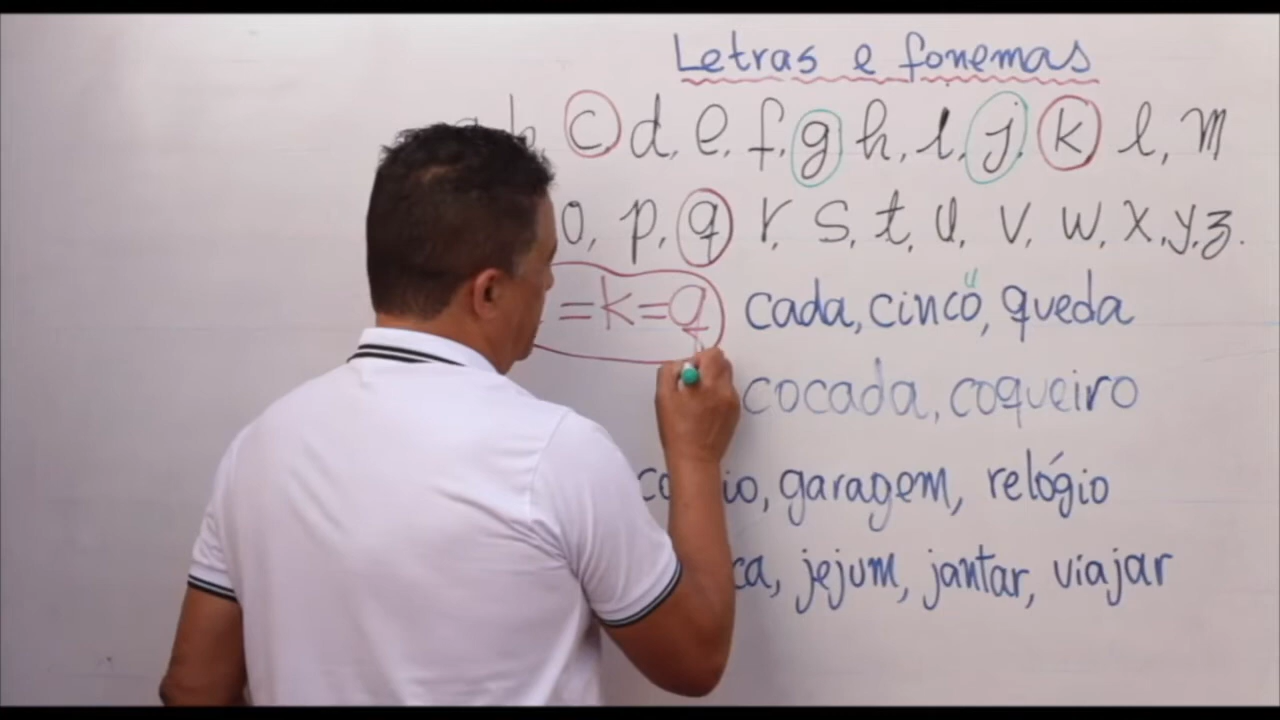 Letras e fonemas
c, d, e, f, g, h, i, j, k, l, m
o, p, q, r, s, t, u, v, w, x, y, z.
=k=q cada, cinco, queda
u
cocada, coqueiro
garagem, relógio
jejum, jantar, viajar